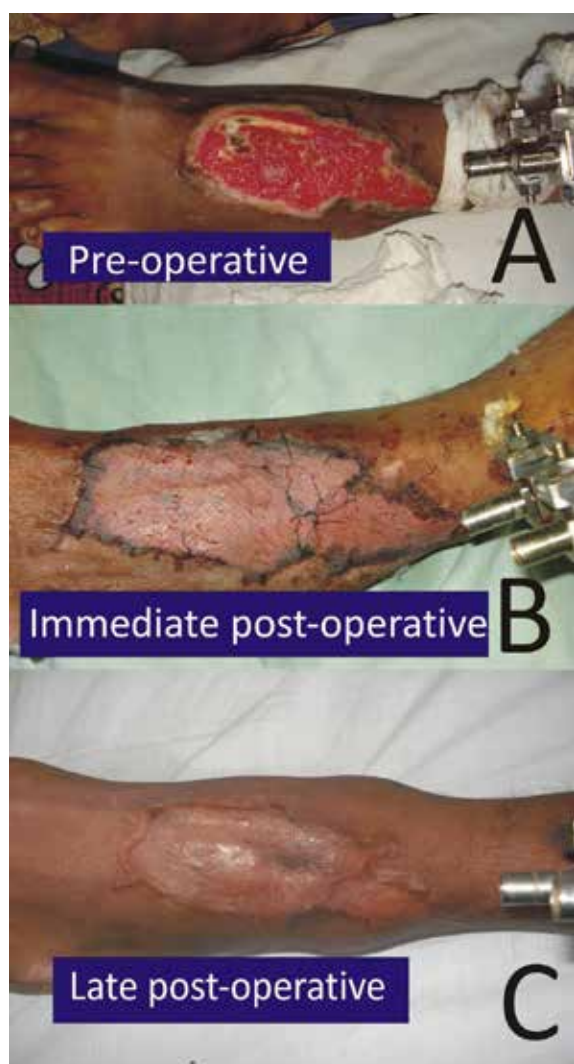 Pre-operative
A
Immediate post-operative
B
Late post-operative
C